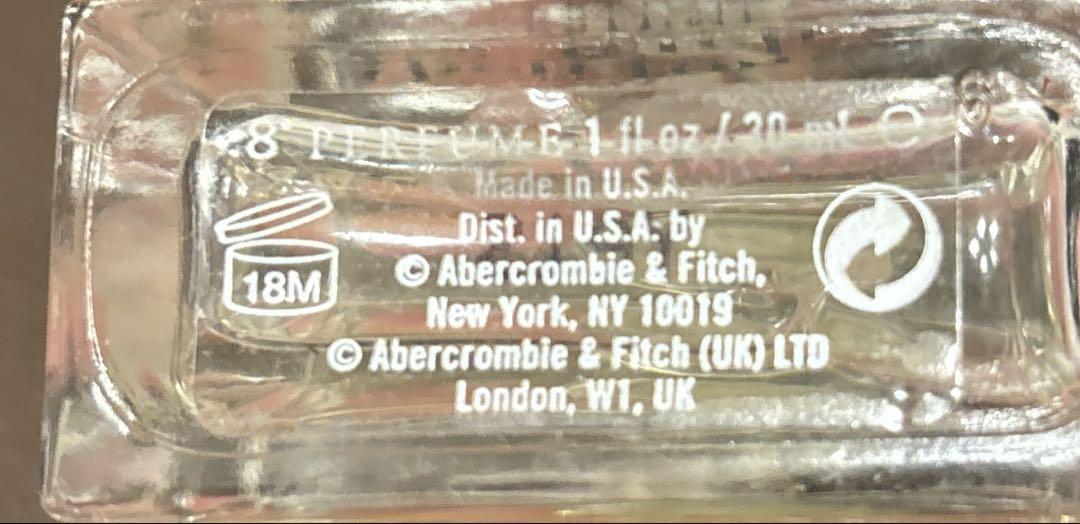 8 PERFUME 1 fl oz / 30 ml ℮
Made in U.S.A.
Dist. in U.S.A. by
© Abercrombie & Fitch,
New York, NY 10019
© Abercrombie & Fitch (UK) LTD
London, W1, UK
18M